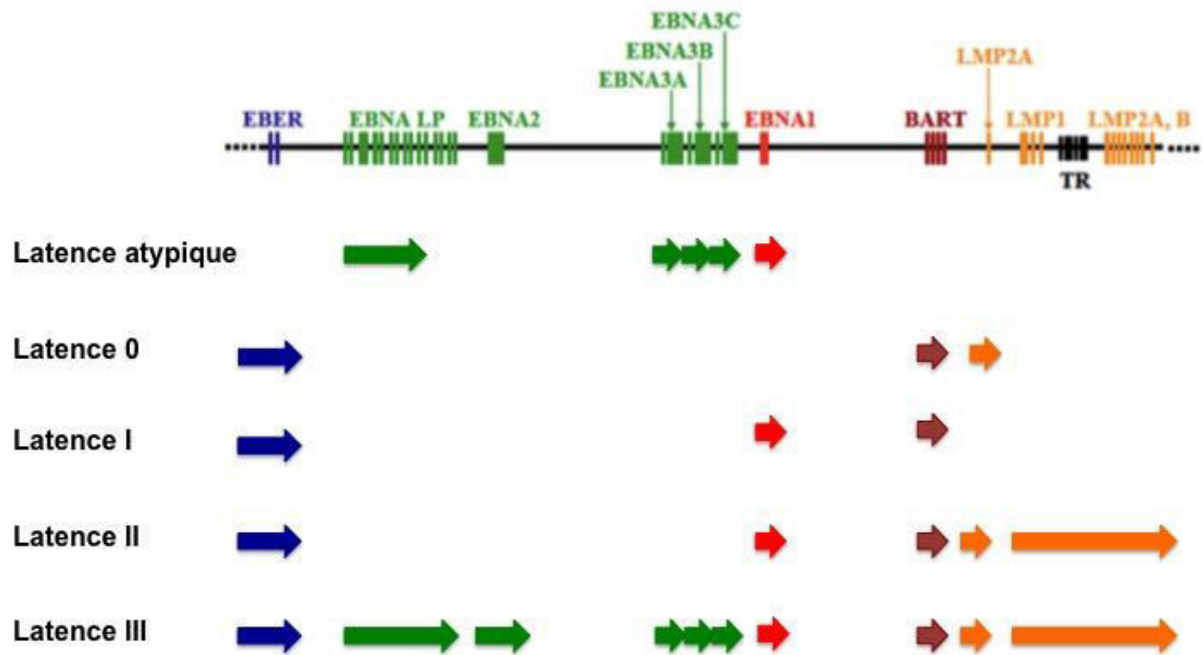 EBNA3C
EBNA3B
EBNA3A
LMP2A
EBER
EBNA LP
EBNA2
EBNA1
BART
LMP1
LMP2A, B
TR
Latence atypique
Latence 0
Latence I
Latence II
Latence III